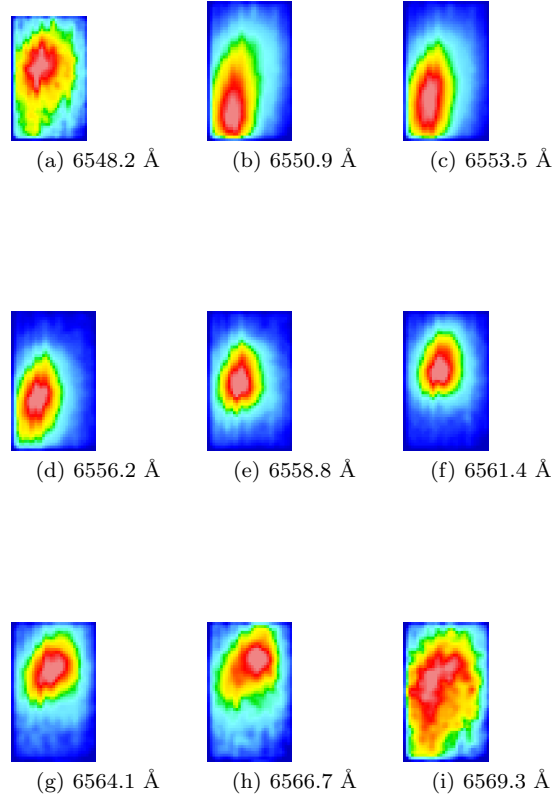 (a) 6548.2 Å
(b) 6550.9 Å
(c) 6553.5 Å
(d) 6556.2 Å
(e) 6558.8 Å
(f) 6561.4 Å
(g) 6564.1 Å
(h) 6566.7 Å
(i) 6569.3 Å